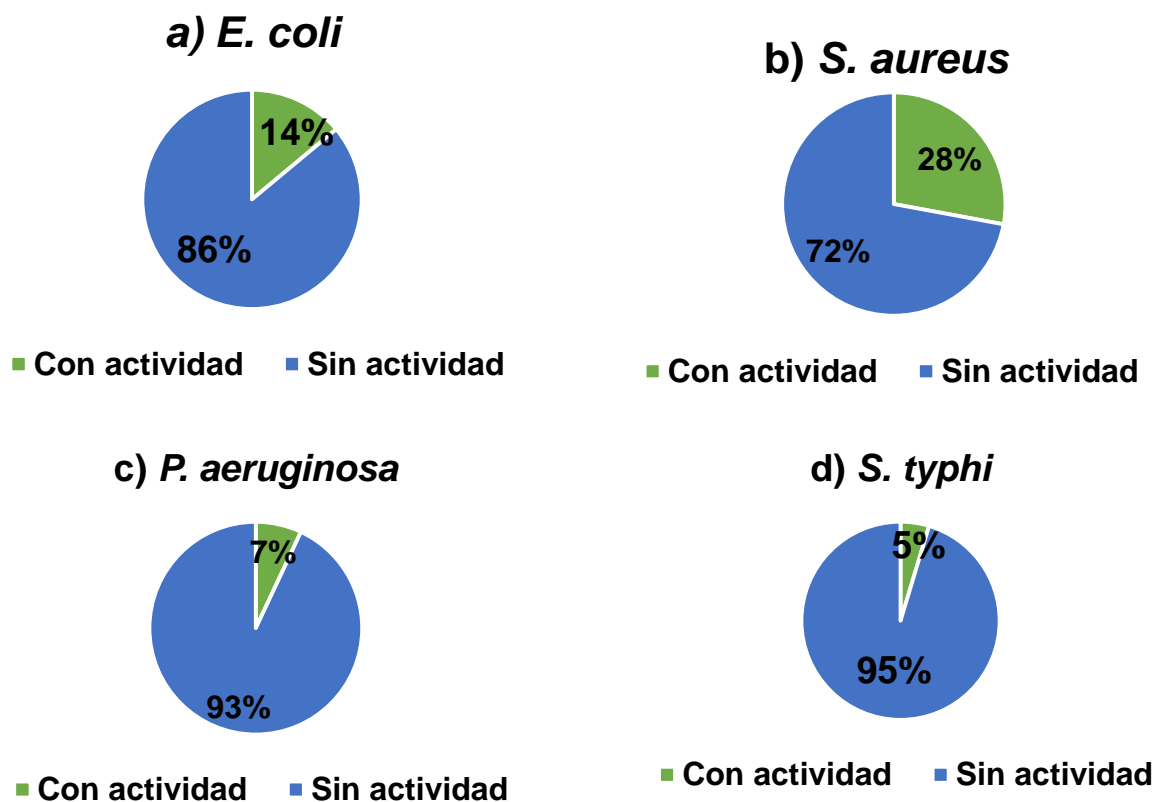 a) E. coli
14%
86%
Con actividad Sin actividad
b) S. aureus
28%
72%
Con actividad Sin actividad
c) P. aeruginosa
7%
93%
Con actividad Sin actividad
d) S. typhi
5%
95%
Con actividad Sin actividad